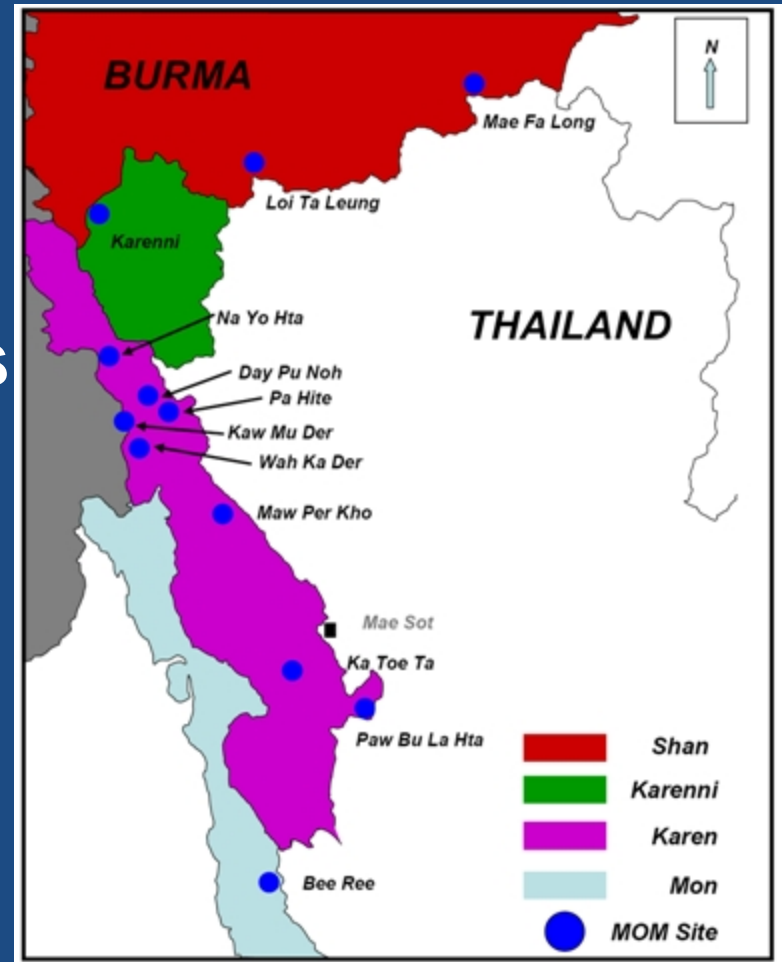 N
BURMA
Mae Fa Long
Loi Ta Leung
Karenni
Na Yo Hta
THAILAND
Day Pu Noh
Pa Hite
Kaw Mu Der
Wah Ka Der
Maw Per Kho
Mae Sot
Ka Toe Ta
Paw Bu La Hta
Shan
Karenni
Karen
Mon
Bee Ree
MOM Site